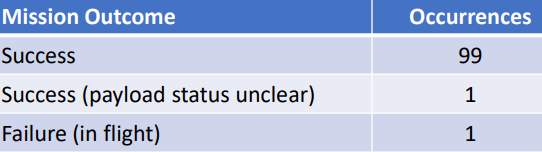 Mission Outcome Occurrences
Success 99
Success (payload status unclear) 1
Failure (in flight) 1